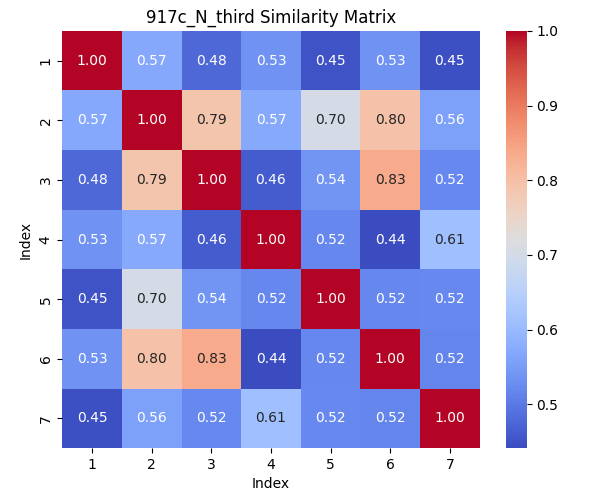 917c_N_third Similarity Matrix
1 1.00 0.57 0.48 0.53 0.45 0.53 0.45
2 0.57 1.00 0.79 0.57 0.70 0.80 0.56
3 0.48 0.79 1.00 0.46 0.54 0.83 0.52
4 0.53 0.57 0.46 1.00 0.52 0.44 0.61
5 0.45 0.70 0.54 0.52 1.00 0.52 0.52
6 0.53 0.80 0.83 0.44 0.52 1.00 0.52
7 0.45 0.56 0.52 0.61 0.52 0.52 1.00
Index
1 2 3 4 5 6 7
Index
1.0
0.9
0.8
0.7
0.6
0.5